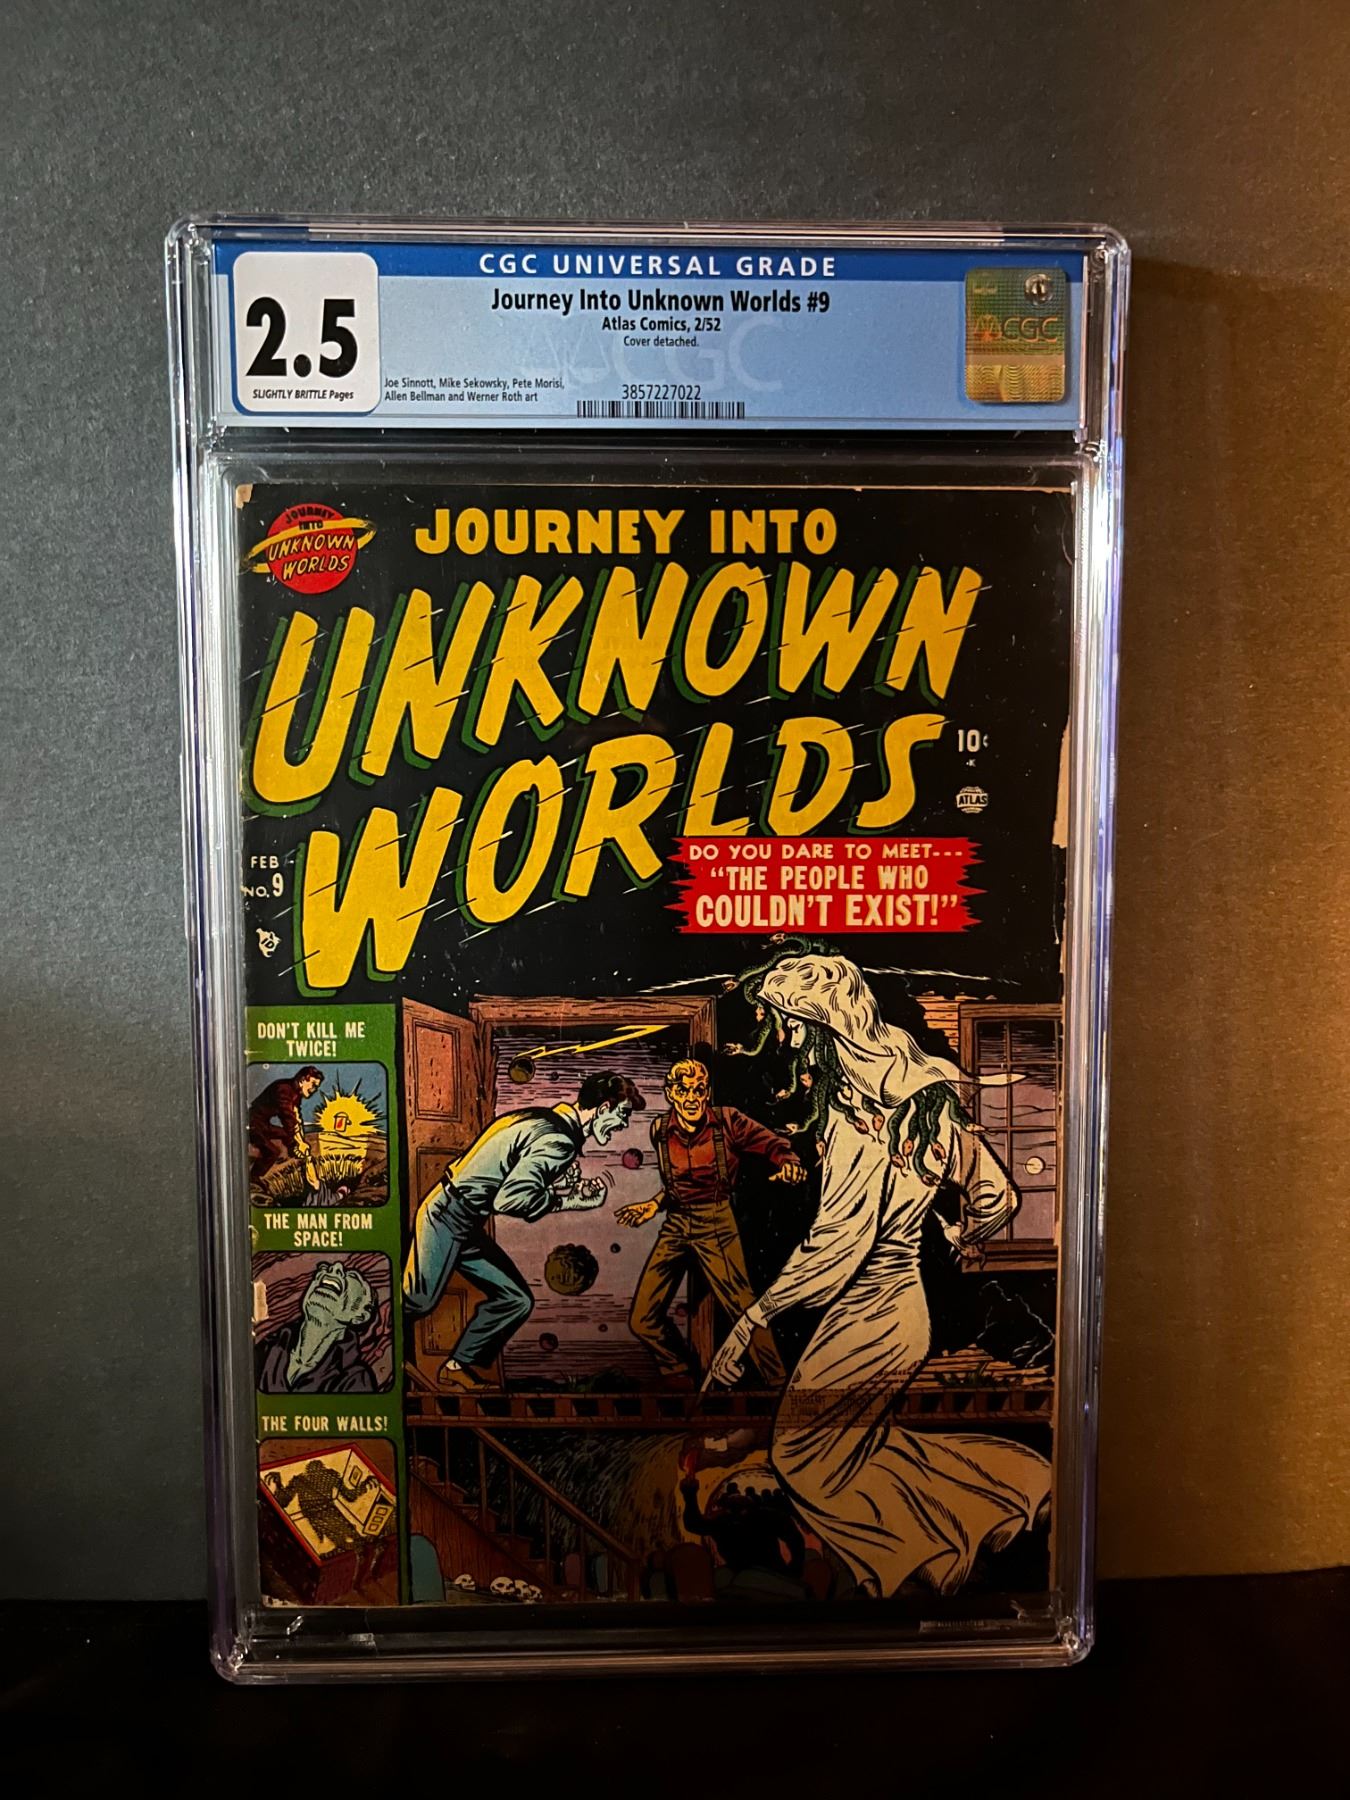 CGC UNIVERSAL GRADE
2.5
SLIGHTLY BRITTLE Pages
Journey Into Unknown Worlds #9
Atlas Comics, 2/52
Cover detached.
Joe Sinnott, Mike Sekowsky, Pete Morisi,
Allen Bellman and Werner Roth art
3857227022
CGC
CGC
JOURNEY
INTO
UNKNOWN
WORLDS
JOURNEY INTO
UNKNOWN
WORLDS
10¢
K
ATLAS
FEB
NO. 9
DO YOU DARE TO MEET---
"THE PEOPLE WHO
COULDN'T EXIST!"
DON'T KILL ME
TWICE!
THE MAN FROM
SPACE!
THE FOUR WALLS!